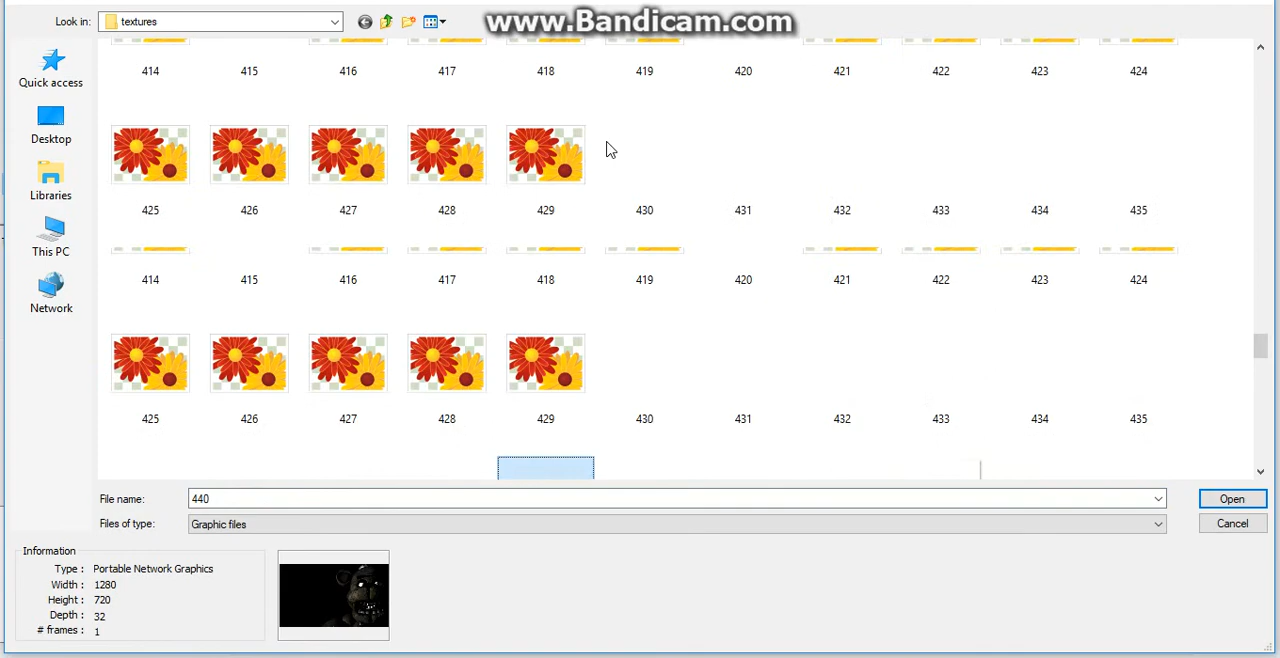 Look in: textures
www.Bandicam.com
Quick access
Desktop
Libraries
This PC
Network
414 415 416 417 418 419 420 421 422 423 424
425 426 427 428 429 430 431 432 433 434 435
414 415 416 417 418 419 420 421 422 423 424
425 426 427 428 429 430 431 432 433 434 435
File name: 440 Open
Files of type: Graphic files Cancel
Information
Type : Portable Network Graphics
Width : 1280
Height : 720
Depth : 32
# frames : 1